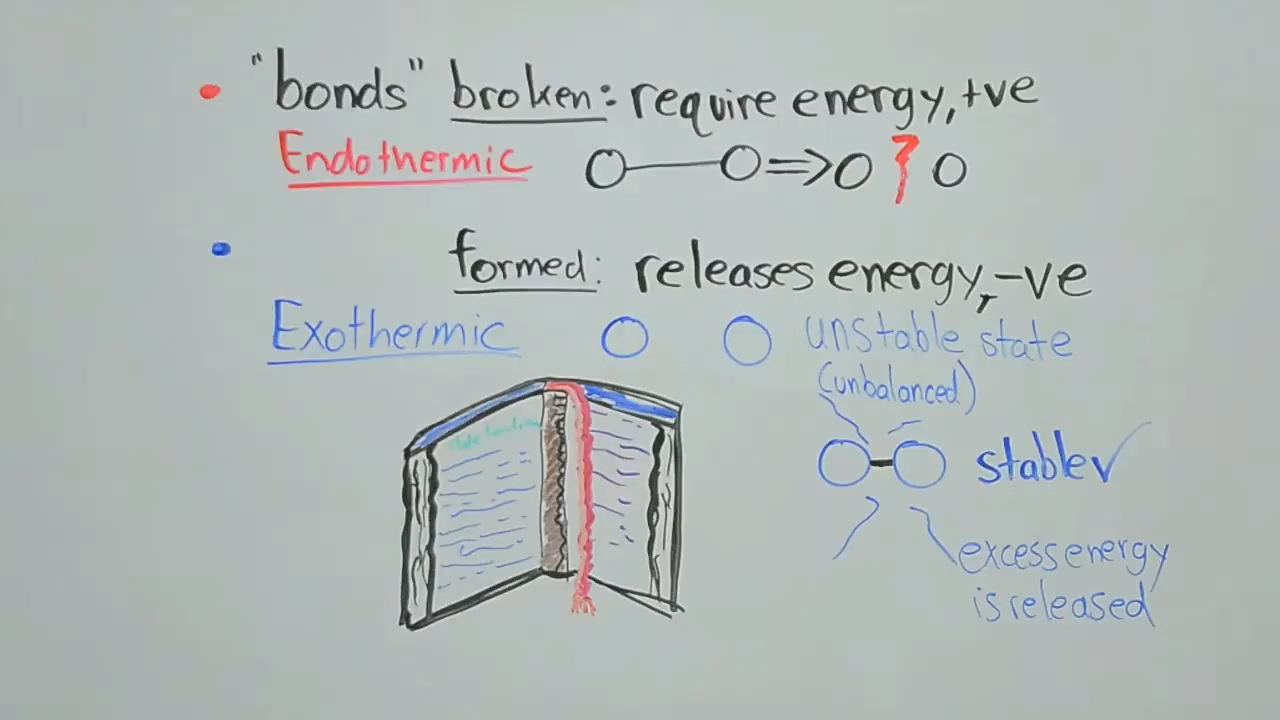 "bonds" broken: require energy, +ve
Endothermic
formed: releases energy, -ve
Exothermic
unstable state
(unbalanced)
stable
excess energy
is released